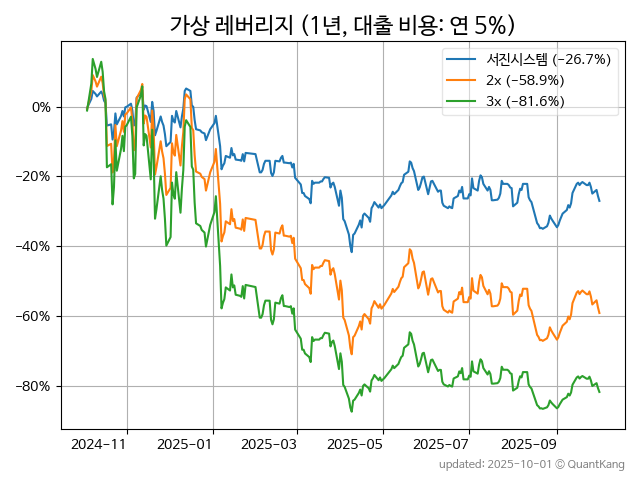 가상 레버리지 (1년, 대출 비용: 연 5%)
서진시스템 (−26.7%)
2x (−58.9%)
3x (−81.6%)
0%
−20%
−40%
−60%
−80%
2024-11 2025-01 2025-03 2025-05 2025-07 2025-09
updated: 2025-10-01 © QuantKang